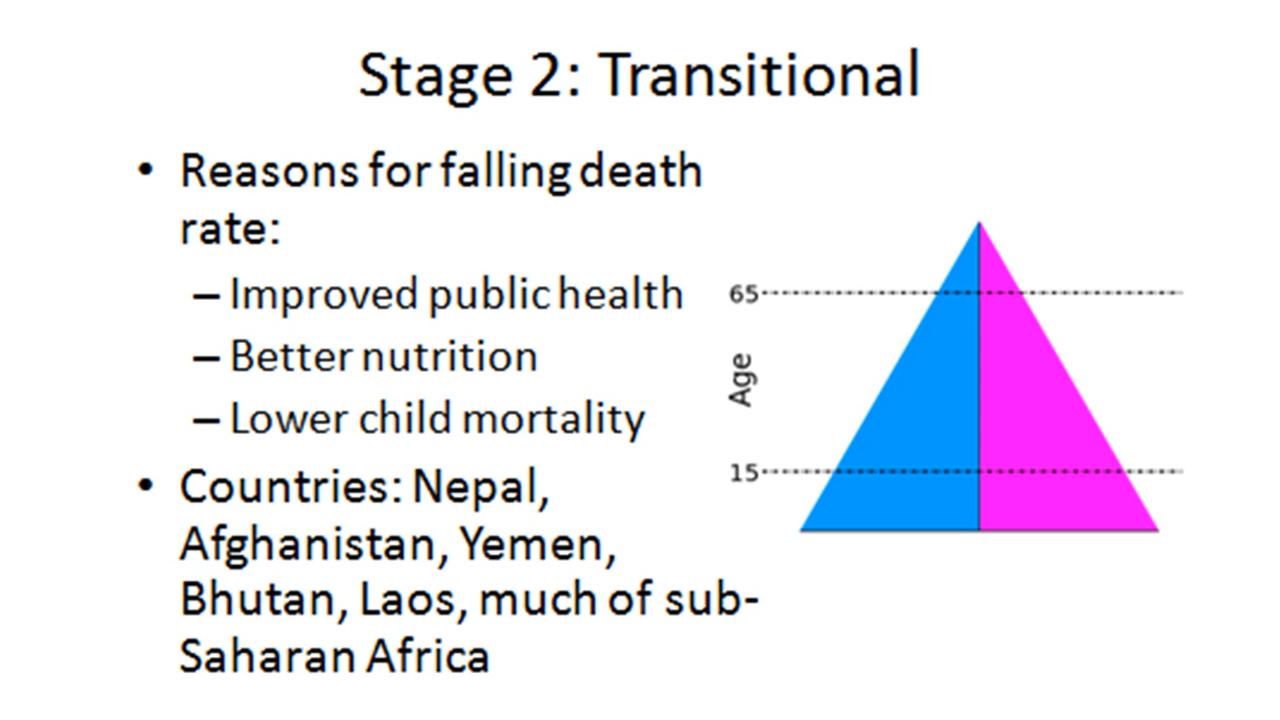 Stage 2: Transitional
• Reasons for falling death
rate:
– Improved public health
– Better nutrition
– Lower child mortality
• Countries: Nepal,
Afghanistan, Yemen,
Bhutan, Laos, much of sub-
Saharan Africa
65
Age
15